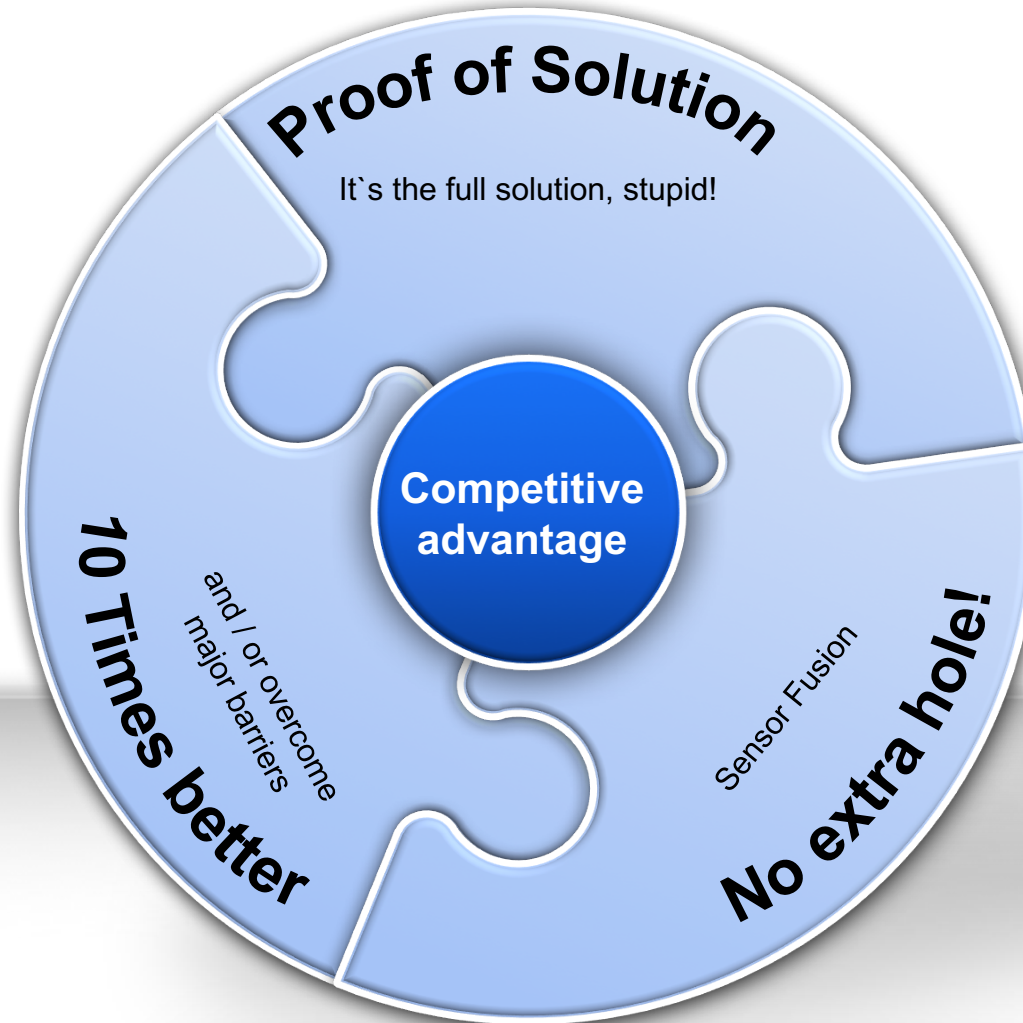 Proof of Solution
It`s the full solution, stupid!
Competitive
advantage
10 Times better
and / or overcome
major barriers
Sensor Fusion
No extra hole!